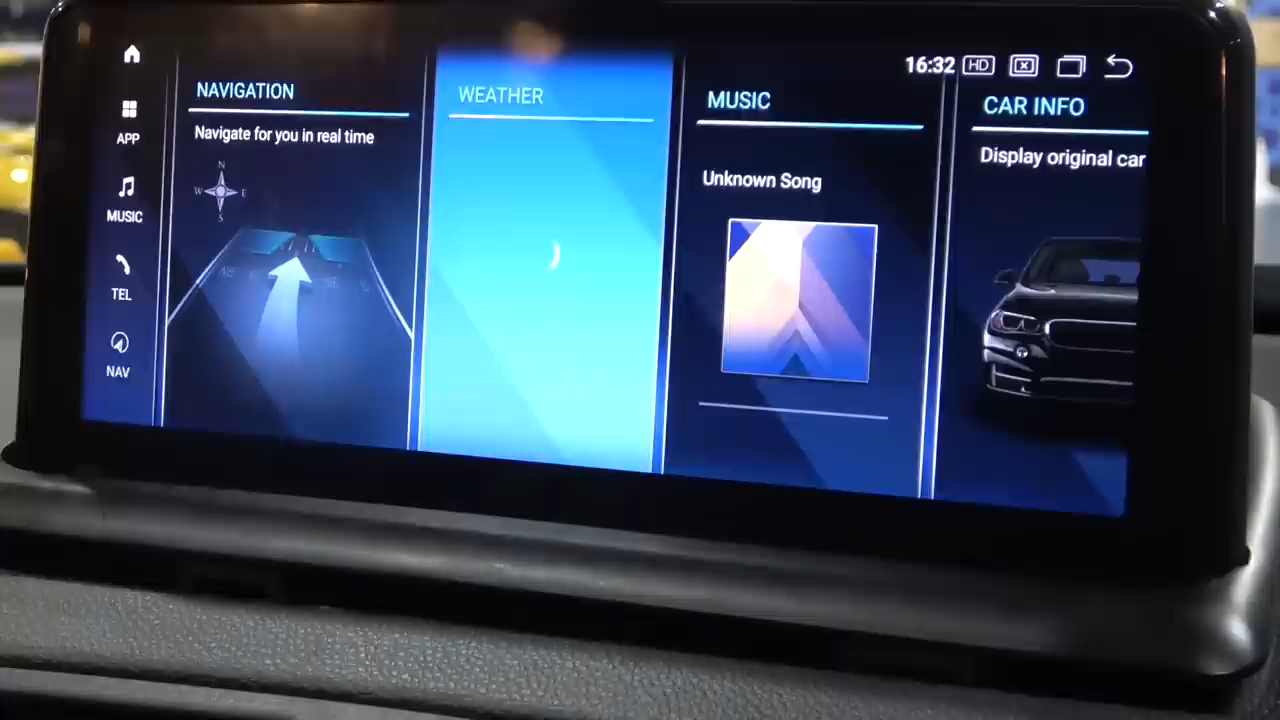 16:32 HD
NAVIGATION
Navigate for you in real time
N
W E
S
WEATHER
MUSIC
Unknown Song
CAR INFO
Display original car
APP
MUSIC
TEL
NAV